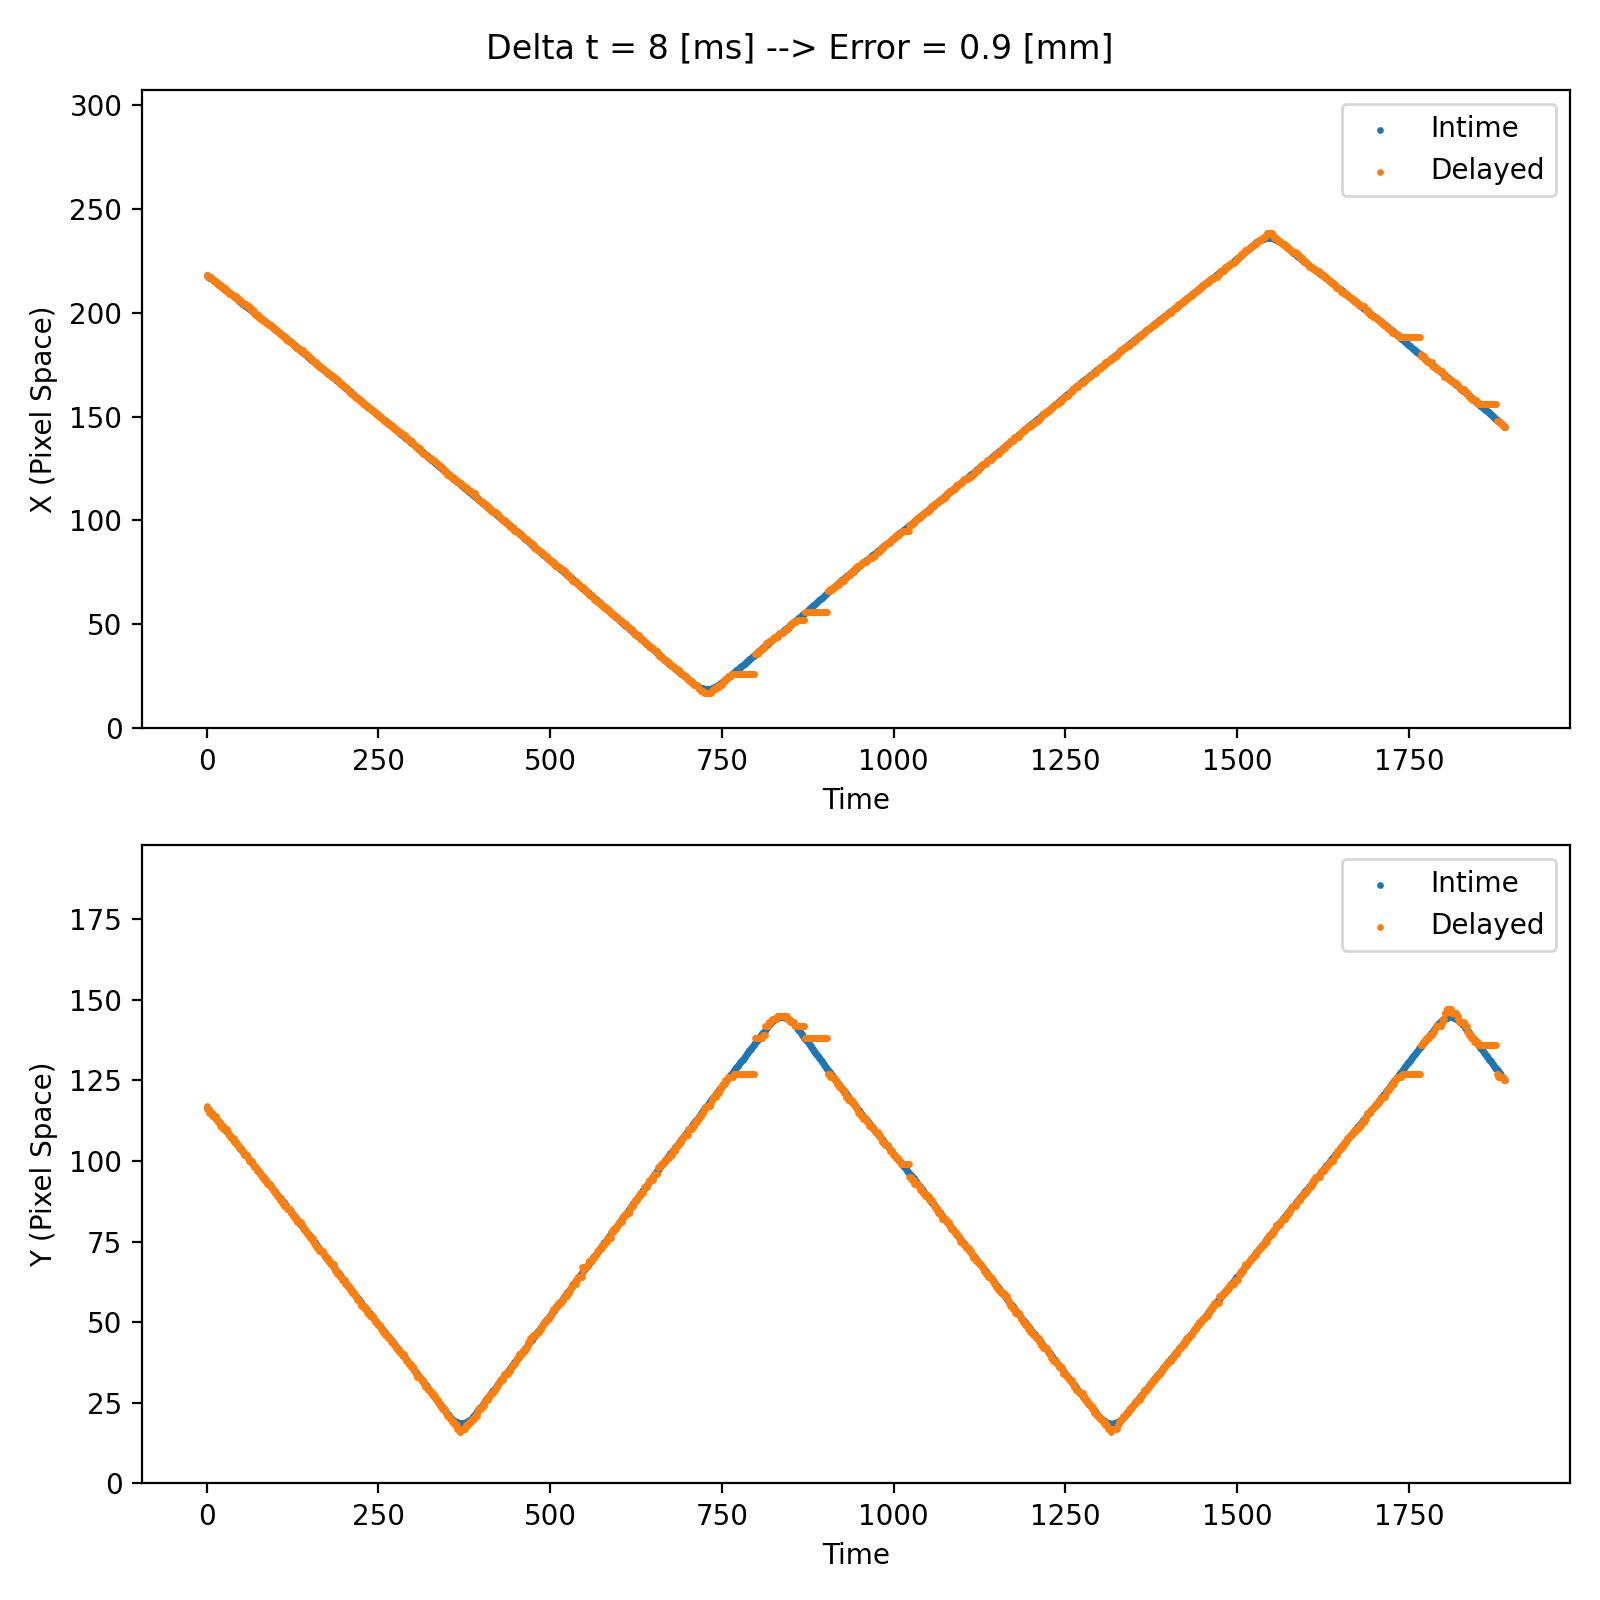 Delta t = 8 [ms] --> Error = 0.9 [mm]
300
250
200
150
100
50
0
X (Pixel Space)
Intime
Delayed
0 250 500 750 1000 1250 1500 1750
Time
175
150
125
100
75
50
25
0
Y (Pixel Space)
Intime
Delayed
0 250 500 750 1000 1250 1500 1750
Time